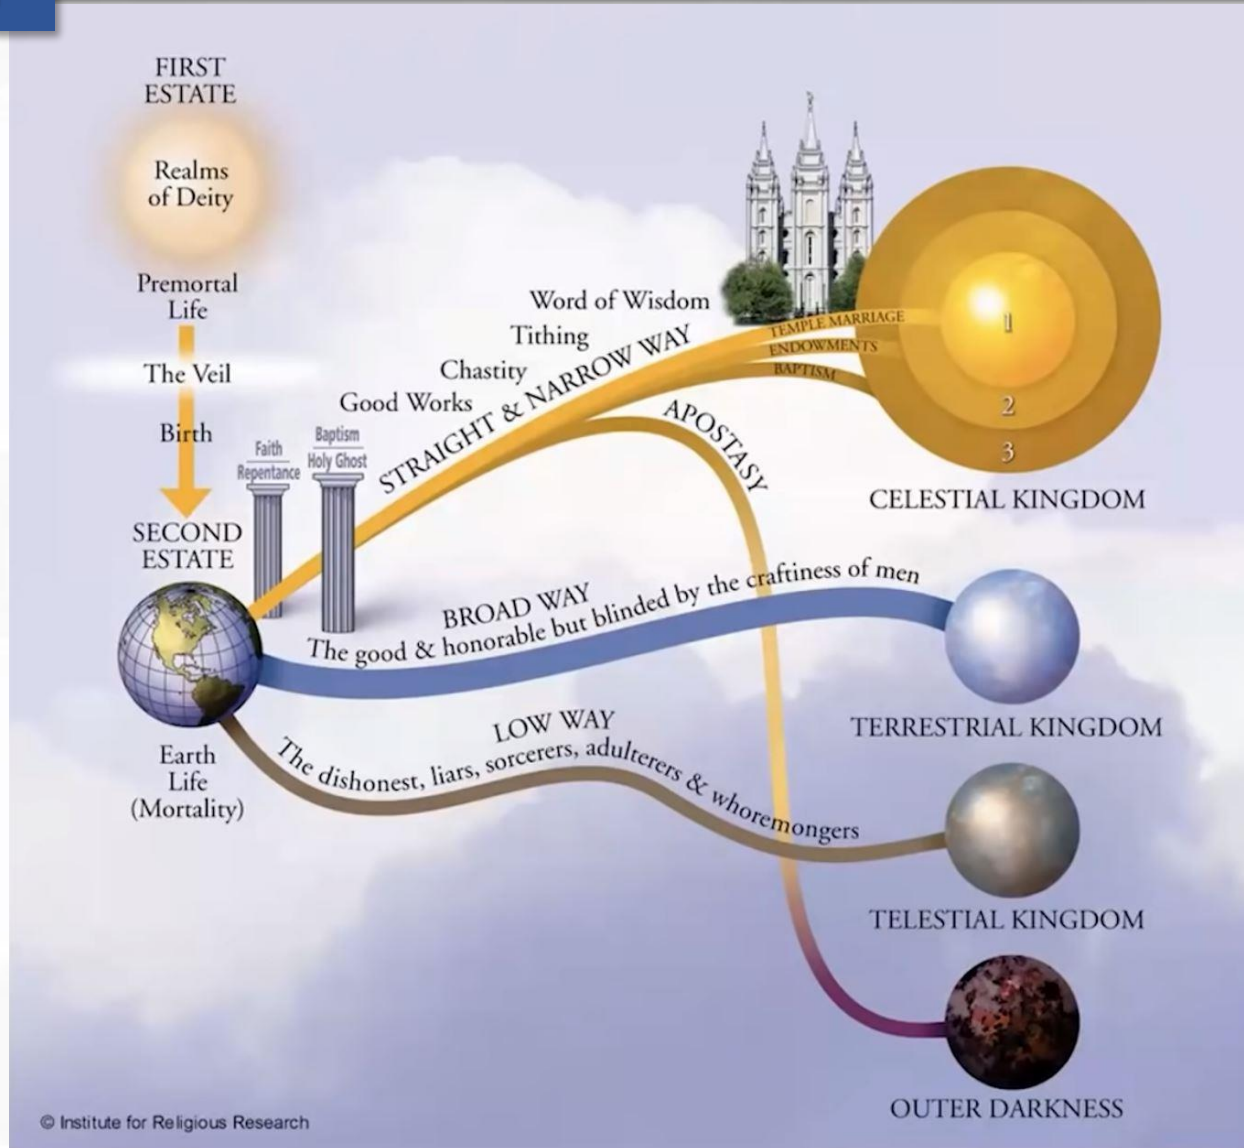 FIRST
ESTATE
Realms
of Deity
Premortal
Life
The Veil
Birth
SECOND
ESTATE
Earth
Life
(Mortality)
Faith
Repentance
Baptism
Holy Ghost
Word of Wisdom
Tithing
Chastity
Good Works
STRAIGHT & NARROW WAY
TEMPLE MARRIAGE
ENDOWMENTS
BAPTISM
1
2
3
CELESTIAL KINGDOM
APOSTASY
BROAD WAY
The good & honorable but blinded by the craftiness of men
TERRESTRIAL KINGDOM
LOW WAY
The dishonest, liars, sorcerers, adulterers & whoremongers
TELESTIAL KINGDOM
OUTER DARKNESS
© Institute for Religious Research